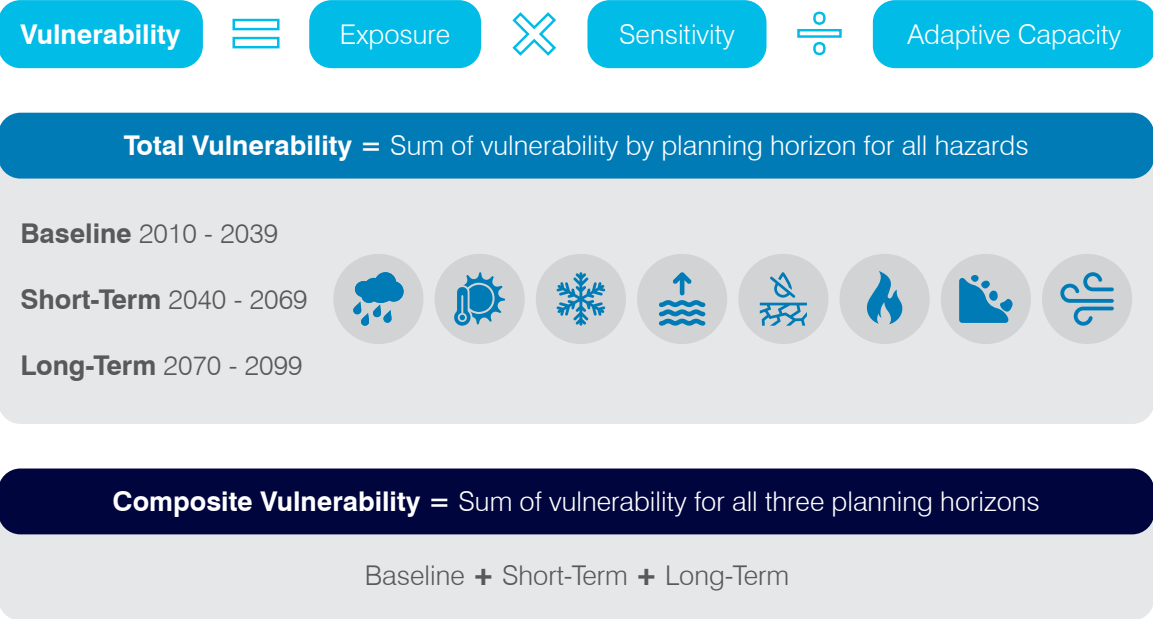 Vulnerability = Exposure × Sensitivity ÷ Adaptive Capacity
Total Vulnerability = Sum of vulnerability by planning horizon for all hazards
Baseline 2010 - 2039
Short-Term 2040 - 2069
Long-Term 2070 - 2099
Composite Vulnerability = Sum of vulnerability for all three planning horizons
Baseline + Short-Term + Long-Term